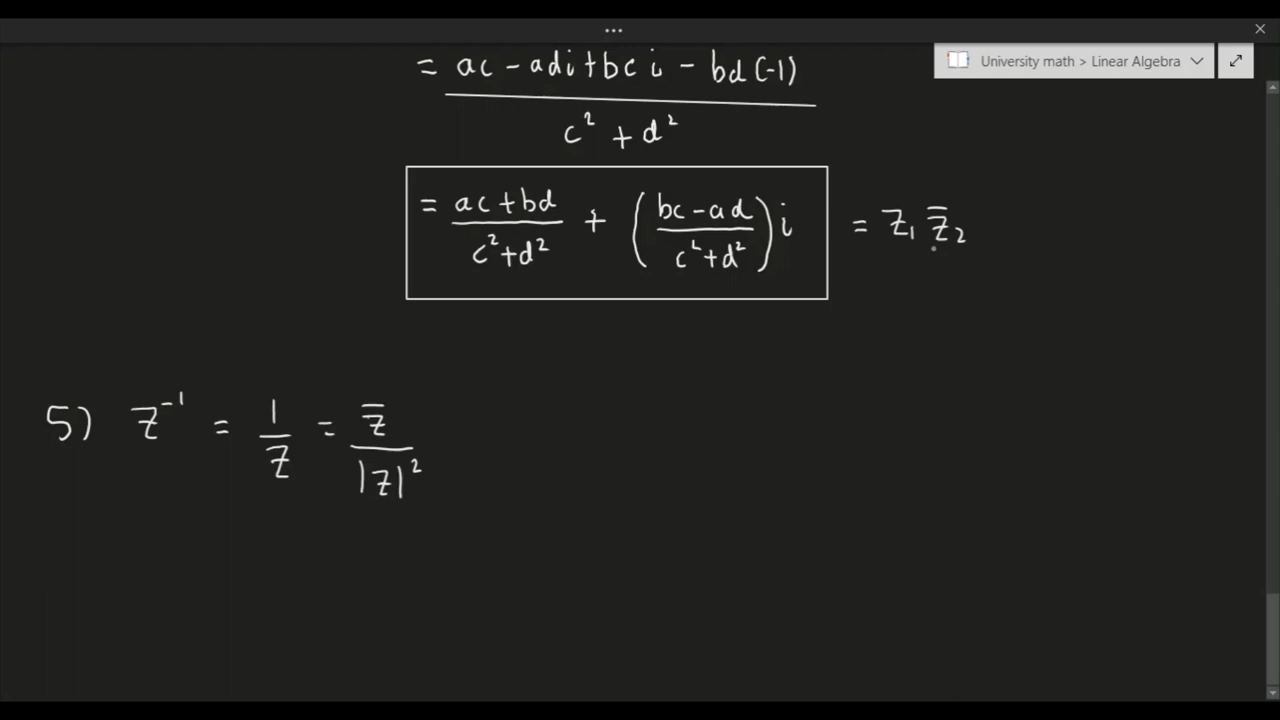 ...
University math > Linear Algebra
= ac - adi + bc i - bd (-1)
c² + d²
= ac + bd / c² + d² + ( bc - ad / c² + d² ) i = Z₁ Z̅₂
5) Z⁻¹ = 1 / Z = Z̅ / |Z|²